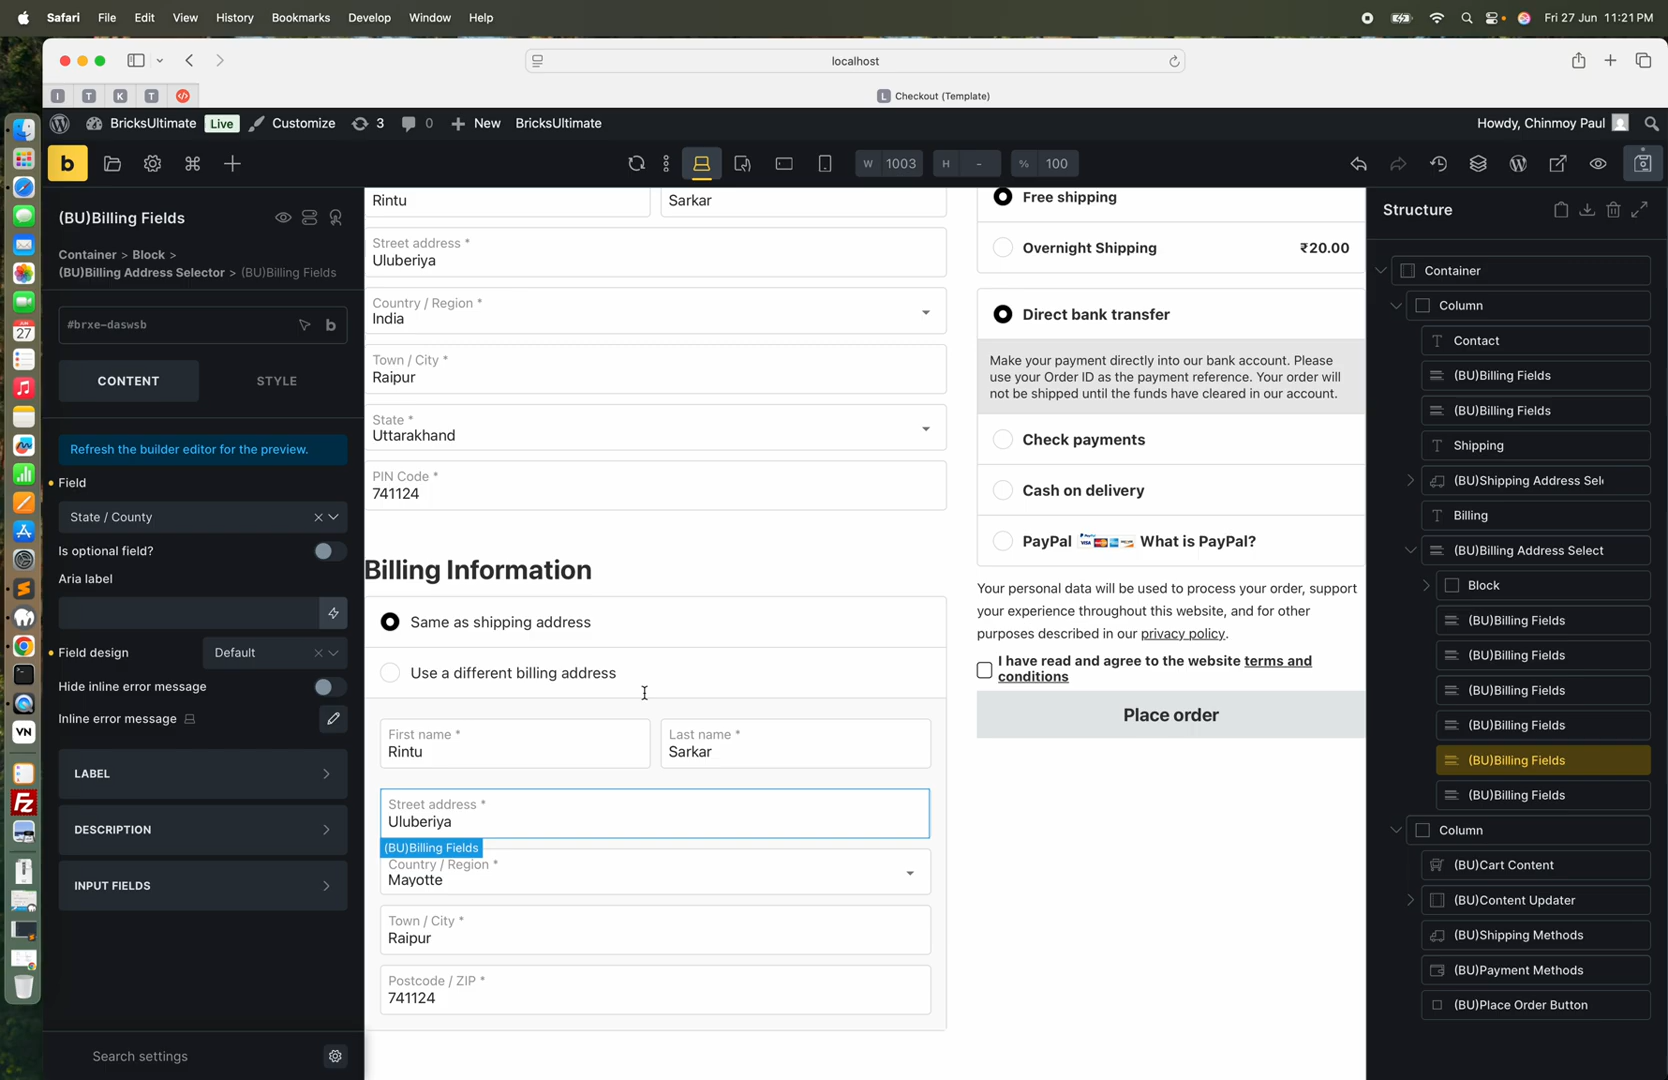 Safari File Edit View History Bookmarks Develop Window Help Fri 27 Jun 11:21 PM
localhost
I T K T L Checkout (Template)
BricksUltimate Live Customize 3 0 New BricksUltimate Howdy, Chinmoy Paul
b W 1003 H - % 100
(BU)Billing Fields
Container > Block >
(BU)Billing Address Selector > (BU)Billing Fields
#brxe-daswsb b
CONTENT STYLE
Refresh the builder editor for the preview.
Field
State / County
Is optional field?
Aria label
Field design Default
Hide inline error message
Inline error message
LABEL
DESCRIPTION
INPUT FIELDS
Search settings
Rintu Sarkar
Street address *
Uluberiya
Country / Region *
India
Town / City *
Raipur
State *
Uttarakhand
PIN Code *
741124
Billing Information
Same as shipping address
Use a different billing address
First name * Last name *
Rintu Sarkar
Street address *
Uluberiya
(BU)Billing Fields
Country / Region *
Mayotte
Town / City *
Raipur
Postcode / ZIP *
741124
Free shipping
Overnight Shipping ₹20.00
Direct bank transfer
Make your payment directly into our bank account. Please
use your Order ID as the payment reference. Your order will
not be shipped until the funds have cleared in our account.
Check payments
Cash on delivery
PayPal What is PayPal?
Your personal data will be used to process your order, support
your experience throughout this website, and for other
purposes described in our privacy policy.
I have read and agree to the website terms and
conditions
Place order
Structure
Container
Column
Contact
(BU)Billing Fields
(BU)Billing Fields
Shipping
(BU)Shipping Address Sele
Billing
(BU)Billing Address Select
Block
(BU)Billing Fields
(BU)Billing Fields
(BU)Billing Fields
(BU)Billing Fields
(BU)Billing Fields
(BU)Billing Fields
Column
(BU)Cart Content
(BU)Content Updater
(BU)Shipping Methods
(BU)Payment Methods
(BU)Place Order Button
JUN
27
VN
FZ